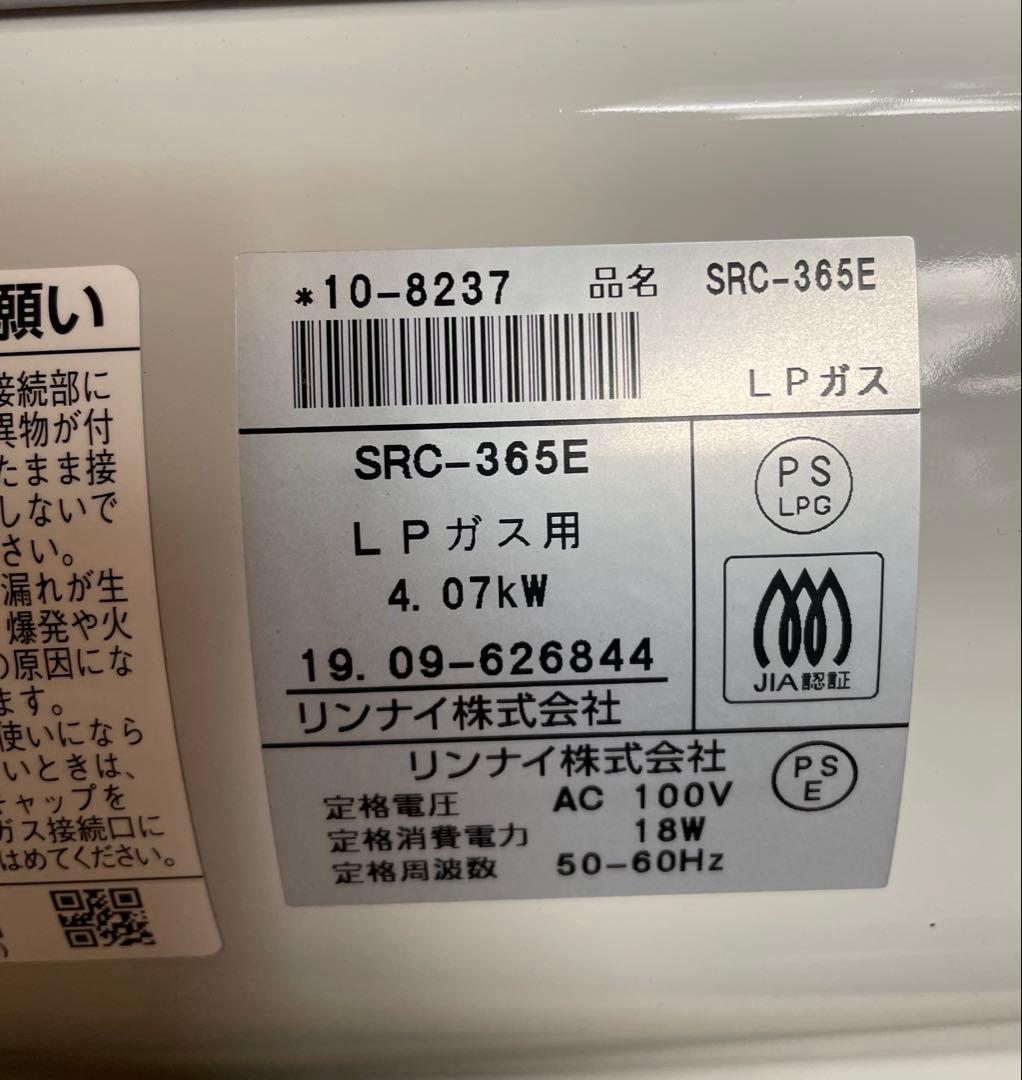 願い
接続部に
異物が付
たまま接
しないで
さい。
漏れが生
爆発や火
の原因にな
ます。
使いになら
いときは、
キャップを
ガス接続口に
はめてください。
*10-8237 品名 SRC-365E
LPガス
SRC-365E
LPガス用
4.07kW
19.09-626844
リンナイ株式会社
PS
LPG
JIA認証
リンナイ株式会社
定格電圧 AC 100V
定格消費電力 18W
定格周波数 50-60Hz
PS
E